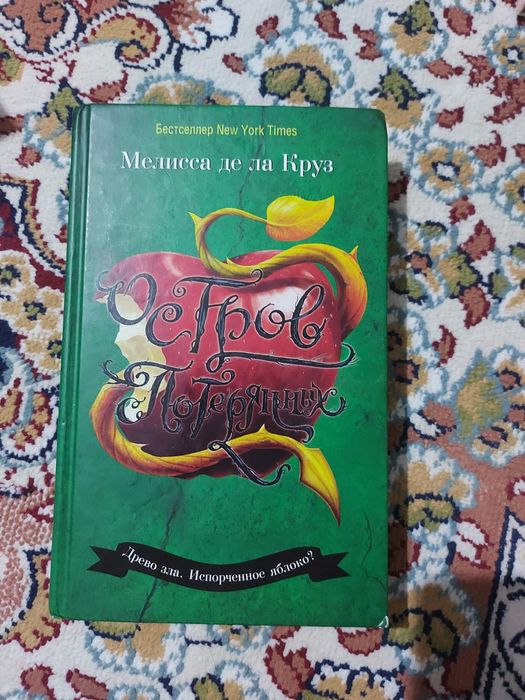 Бестселлер New York Times
Мелисса де ла Круз
Остров
Потерянных
Древо зла. Испорченное яблоко?